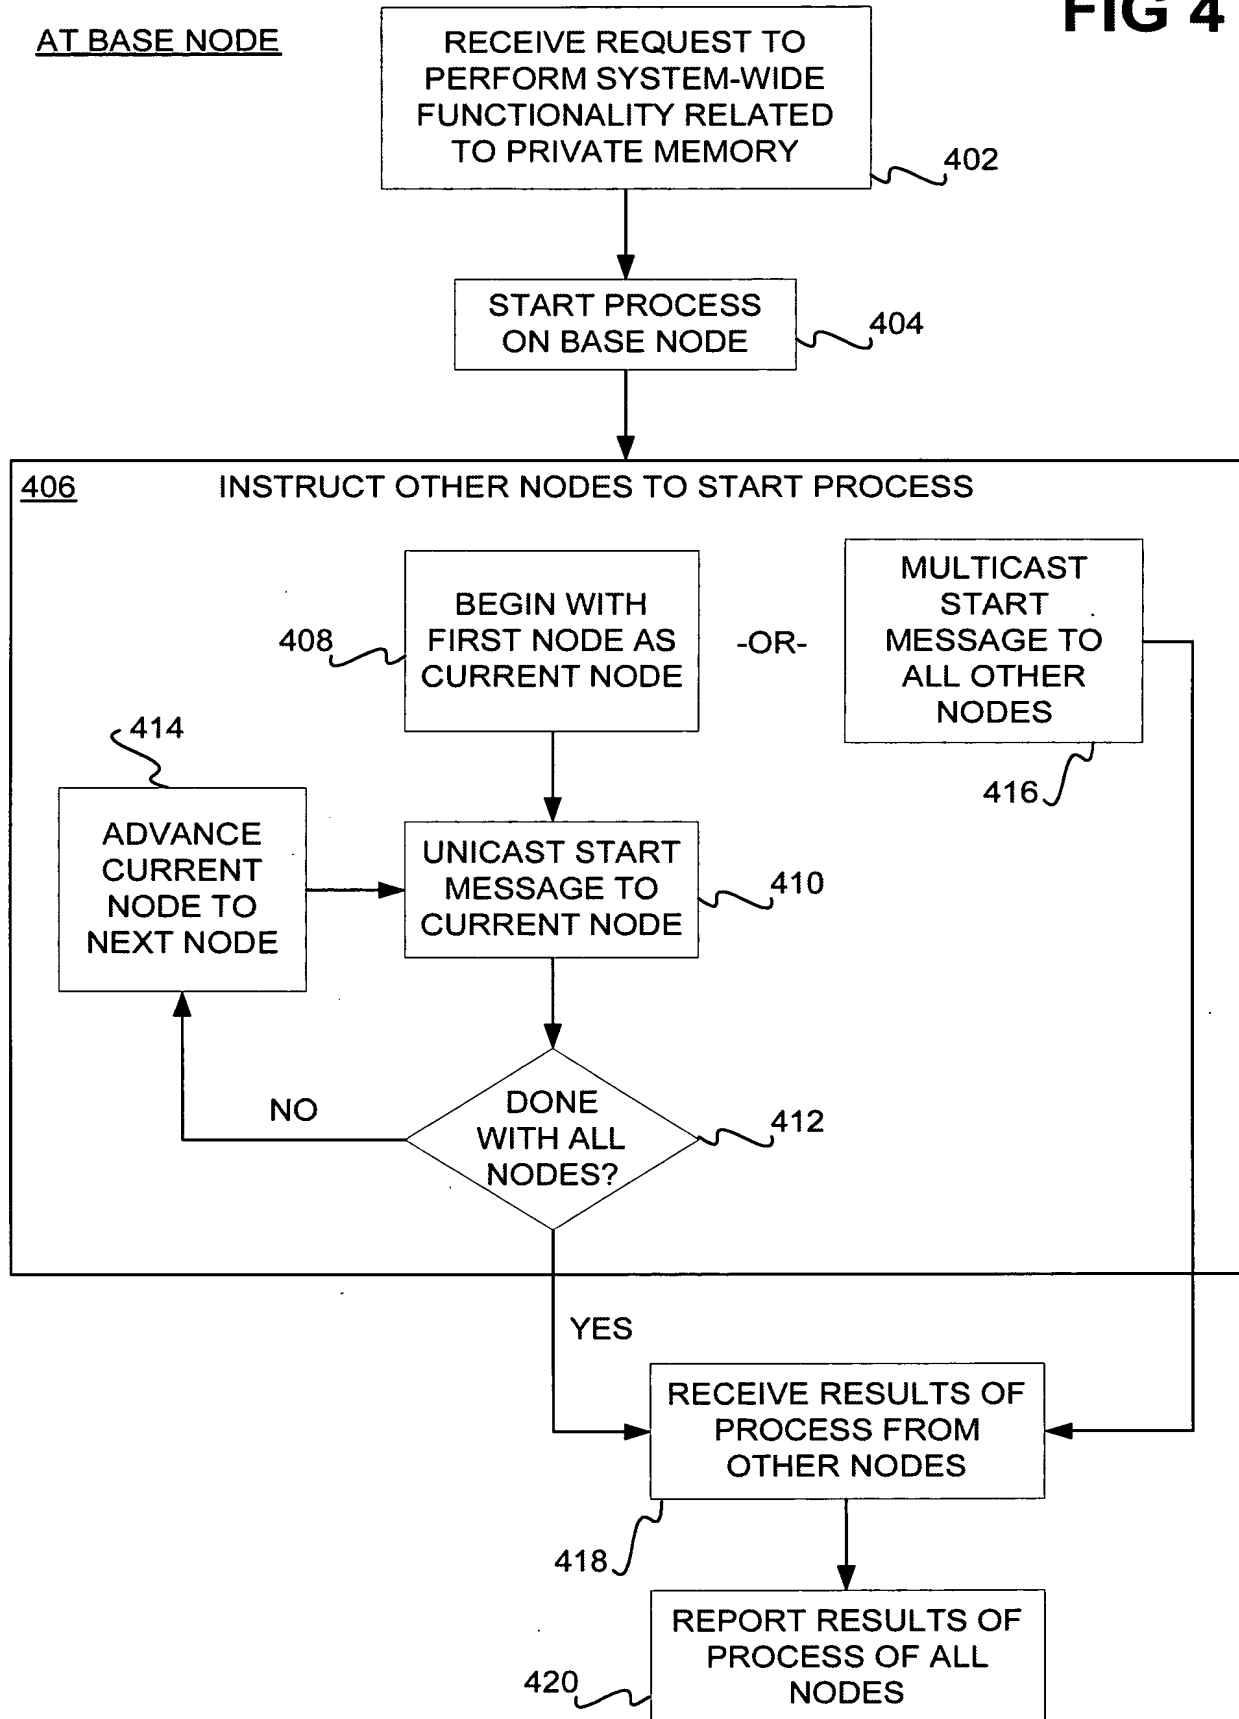 AT BASE NODE
FIG 4
RECEIVE REQUEST TO
PERFORM SYSTEM-WIDE
FUNCTIONALITY RELATED
TO PRIVATE MEMORY
402
START PROCESS
ON BASE NODE
404
406
INSTRUCT OTHER NODES TO START PROCESS
BEGIN WITH
FIRST NODE AS
CURRENT NODE
408
-OR-
MULTICAST
START
MESSAGE TO
ALL OTHER
NODES
416
414
ADVANCE
CURRENT
NODE TO
NEXT NODE
UNICAST START
MESSAGE TO
CURRENT NODE
410
NO
DONE
WITH ALL
NODES?
412
YES
RECEIVE RESULTS OF
PROCESS FROM
OTHER NODES
418
REPORT RESULTS OF
PROCESS OF ALL
NODES
420